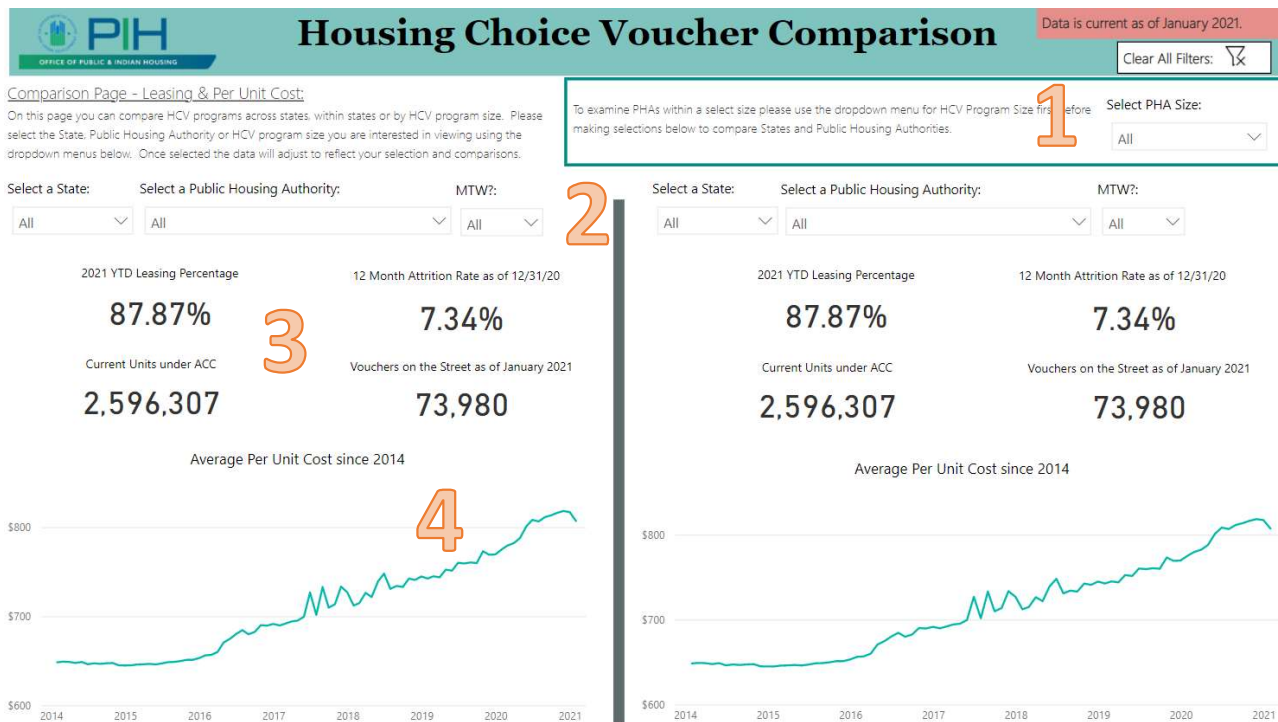 PIH
OFFICE OF PUBLIC & INDIAN HOUSING
Housing Choice Voucher Comparison
Data is current as of January 2021.
Clear All Filters:
Comparison Page - Leasing & Per Unit Cost:
On this page you can compare HCV programs across states, within states or by HCV program size. Please
select the State, Public Housing Authority or HCV program size you are interested in viewing using the
dropdown menus below. Once selected the data will adjust to reflect your selection and comparisons.
To examine PHAs within a select size please use the dropdown menu for HCV Program Size first before
making selections below to compare States and Public Housing Authorities.
1
Select PHA Size:
All
Select a State:
Select a Public Housing Authority:
MTW?:
All
All
All
2
Select a State:
Select a Public Housing Authority:
MTW?:
All
All
All
2021 YTD Leasing Percentage
12 Month Attrition Rate as of 12/31/20
87.87%
7.34%
3
Current Units under ACC
Vouchers on the Street as of January 2021
2,596,307
73,980
Average Per Unit Cost since 2014
4
$800
$700
$600
2014
2015
2016
2017
2018
2019
2020
2021
2021 YTD Leasing Percentage
12 Month Attrition Rate as of 12/31/20
87.87%
7.34%
Current Units under ACC
Vouchers on the Street as of January 2021
2,596,307
73,980
Average Per Unit Cost since 2014
$800
$700
$600
2014
2015
2016
2017
2018
2019
2020
2021